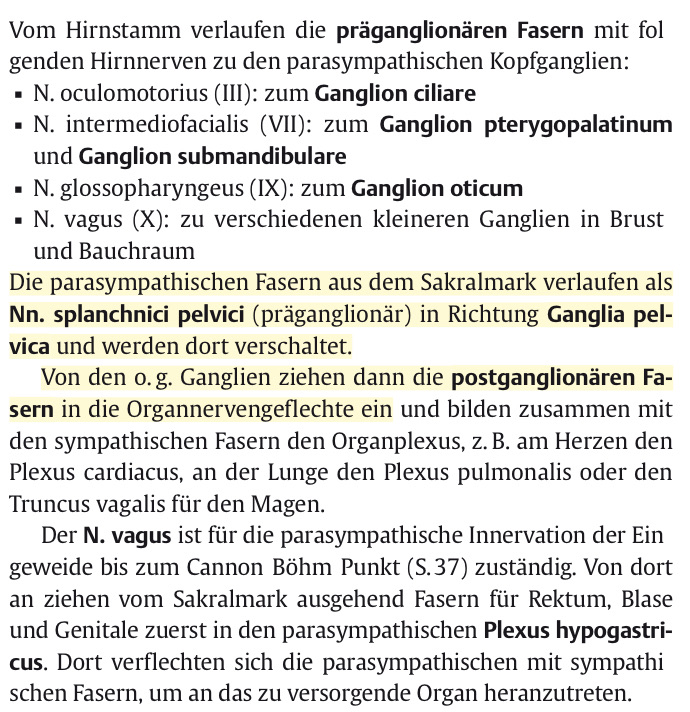 Vom Hirnstamm verlaufen die präganglionären Fasern mit fol
genden Hirnnerven zu den parasympathischen Kopfganglien:
▪ N. oculomotorius (III): zum Ganglion ciliare
▪ N. intermediofacialis (VII): zum Ganglion pterygopalatinum
und Ganglion submandibulare
▪ N. glossopharyngeus (IX): zum Ganglion oticum
▪ N. vagus (X): zu verschiedenen kleineren Ganglien in Brust
und Bauchraum
Die parasympathischen Fasern aus dem Sakralmark verlaufen als
Nn. splanchnici pelvici (präganglionär) in Richtung Ganglia pel-
vica und werden dort verschaltet.
Von den o. g. Ganglien ziehen dann die postganglionären Fa-
sern in die Organnervengeflechte ein und bilden zusammen mit
den sympathischen Fasern den Organplexus, z. B. am Herzen den
Plexus cardiacus, an der Lunge den Plexus pulmonalis oder den
Truncus vagalis für den Magen.
Der N. vagus ist für die parasympathische Innervation der Ein
geweide bis zum Cannon Böhm Punkt (S. 37) zuständig. Von dort
an ziehen vom Sakralmark ausgehend Fasern für Rektum, Blase
und Genitale zuerst in den parasympathischen Plexus hypogastri-
cus. Dort verflechten sich die parasympathischen mit sympathi
schen Fasern, um an das zu versorgende Organ heranzutreten.